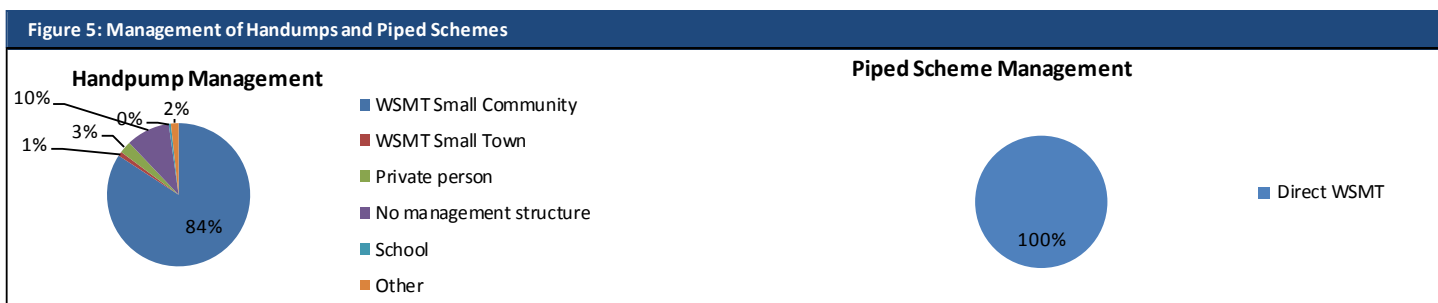 Figure 5: Management of Handumps and Piped Schemes
Handpump Management
10%
0%
2%
3%
1%
84%
WSMT Small Community
WSMT Small Town
Private person
No management structure
School
Other
Piped Scheme Management
100%
Direct WSMT